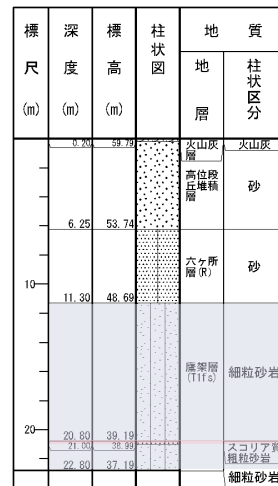 標尺(m) 深度(m) 標高(m) 柱状図 地質
地層 柱状区分
0.20 59.79 火山灰層 火山灰
高位段丘堆積層 砂
6.25 53.74
六ヶ所層(R) 砂
10
11.30 48.69
鷹架層(T1fs) 細粒砂岩
20
20.80 39.19
21.00 38.99 スコリア質粗粒砂岩
22.80 37.19
細粒砂岩